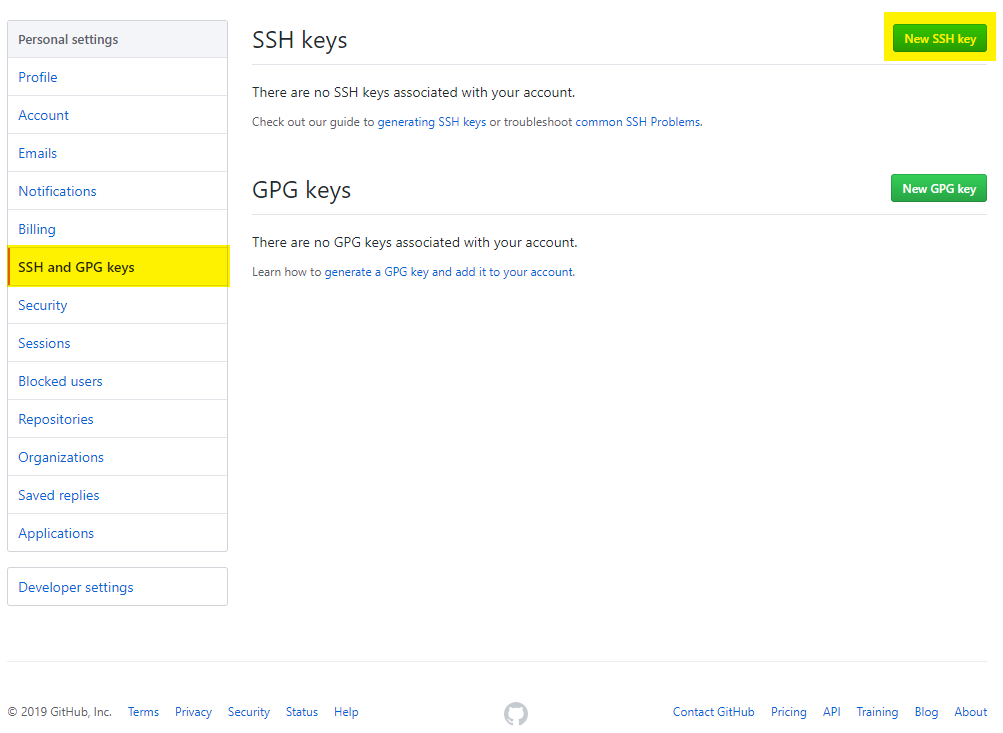 Personal settings
Profile
Account
Emails
Notifications
Billing
SSH and GPG keys
Security
Sessions
Blocked users
Repositories
Organizations
Saved replies
Applications
Developer settings
SSH keys
New SSH key
There are no SSH keys associated with your account.
Check out our guide to generating SSH keys or troubleshoot common SSH Problems.
GPG keys
New GPG key
There are no GPG keys associated with your account.
Learn how to generate a GPG key and add it to your account.
© 2019 GitHub, Inc. Terms Privacy Security Status Help Contact GitHub Pricing API Training Blog About